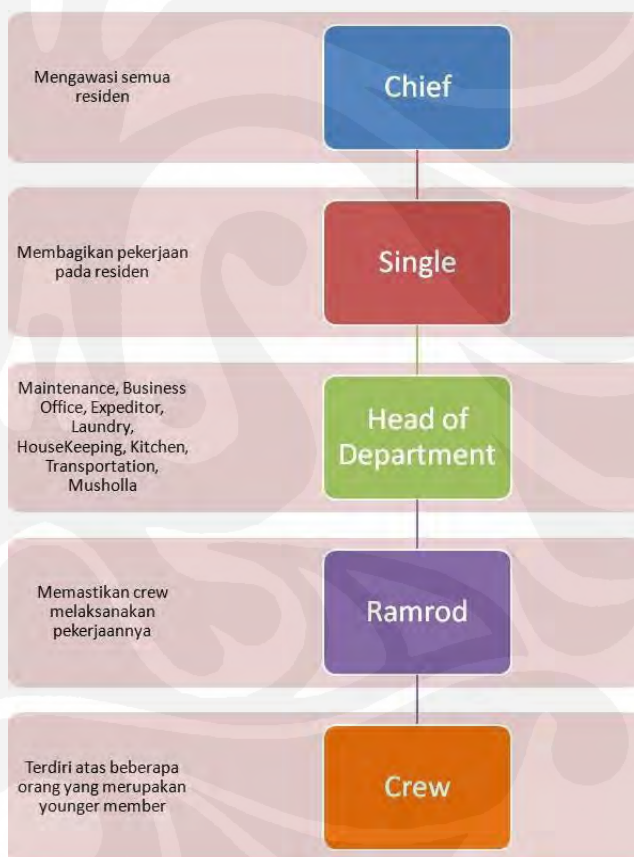 Mengawasi semua
residen
Chief
Membagikan pekerjaan
pada residen
Single
Maintenance, Business
Office, Expeditor,
Laundry,
HouseKeeping, Kitchen,
Transportation,
Musholla
Head of
Department
Memastikan crew
melaksanakan
pekerjaannya
Ramrod
Terdiri atas beberapa
orang yang merupakan
younger member
Crew